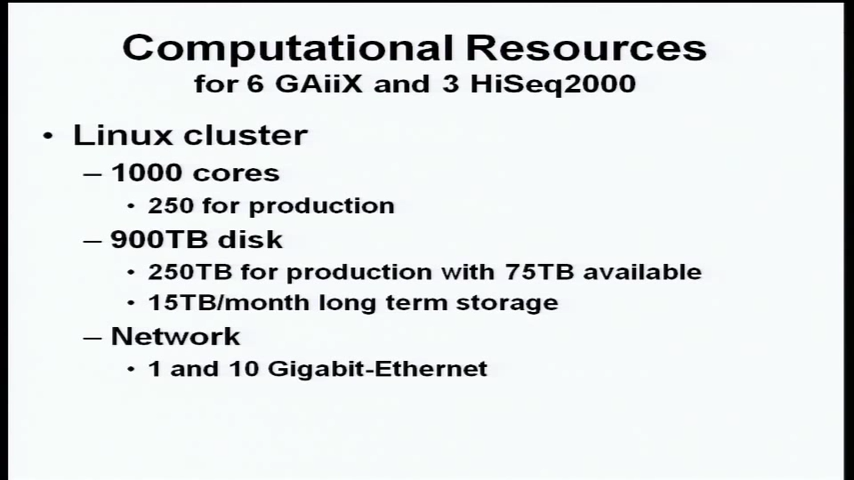 Computational Resources
for 6 GAiiX and 3 HiSeq2000
• Linux cluster
– 1000 cores
• 250 for production
– 900TB disk
• 250TB for production with 75TB available
• 15TB/month long term storage
– Network
• 1 and 10 Gigabit-Ethernet